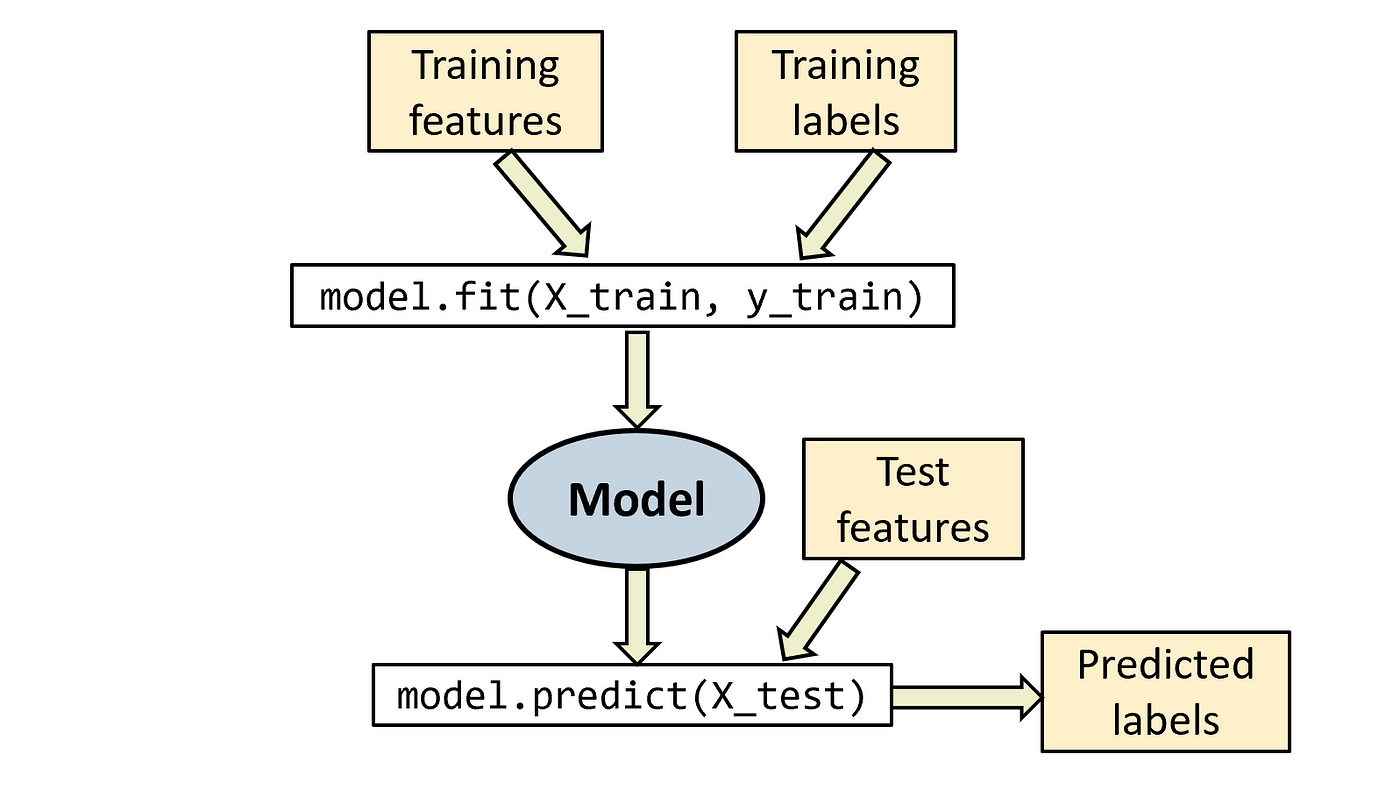 Training
features
Training
labels
model.fit(X_train, y_train)
Model
Test
features
model.predict(X_test)
Predicted
labels